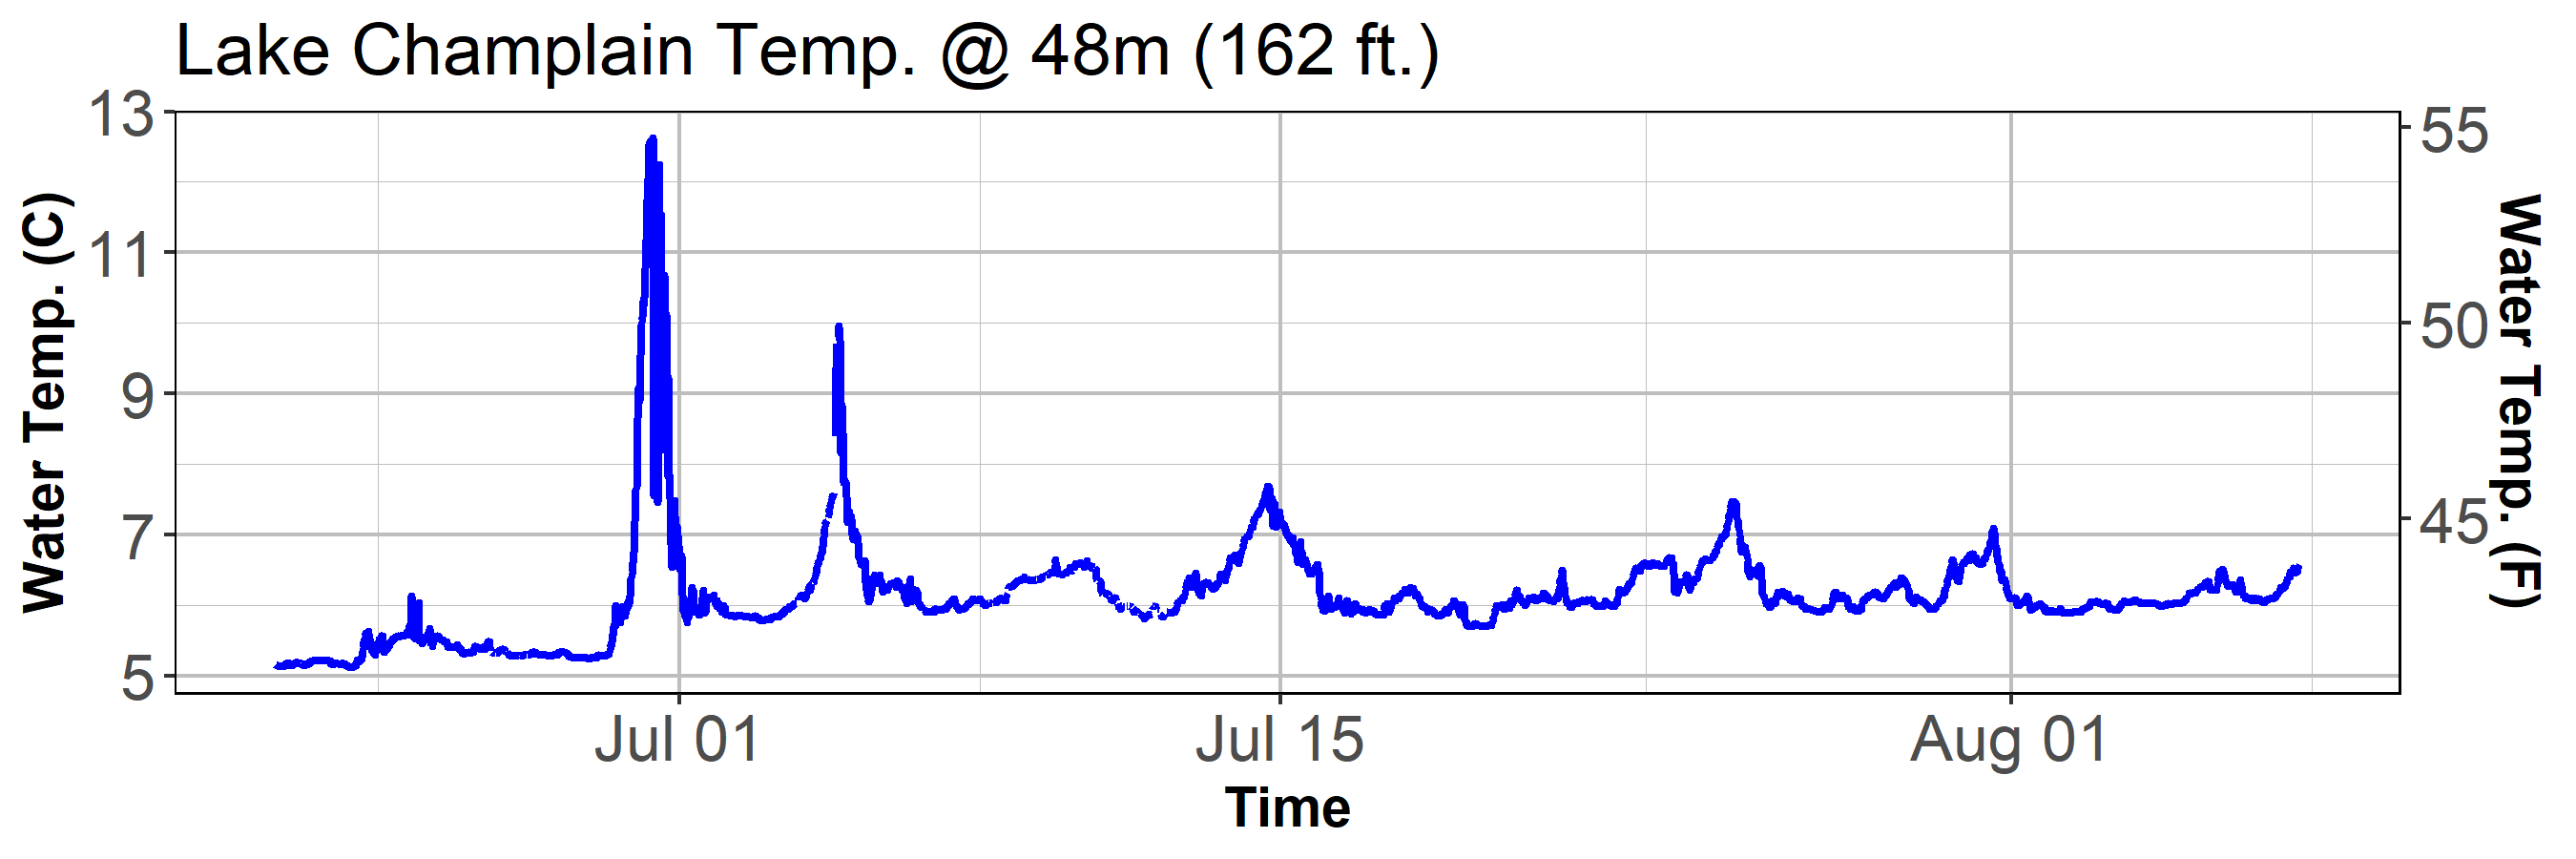 Lake Champlain Temp. @ 48m (162 ft.)
Water Temp. (C)
13
11
9
7
5
55
50
45
Water Temp. (F)
Jul 01
Jul 15
Aug 01
Time